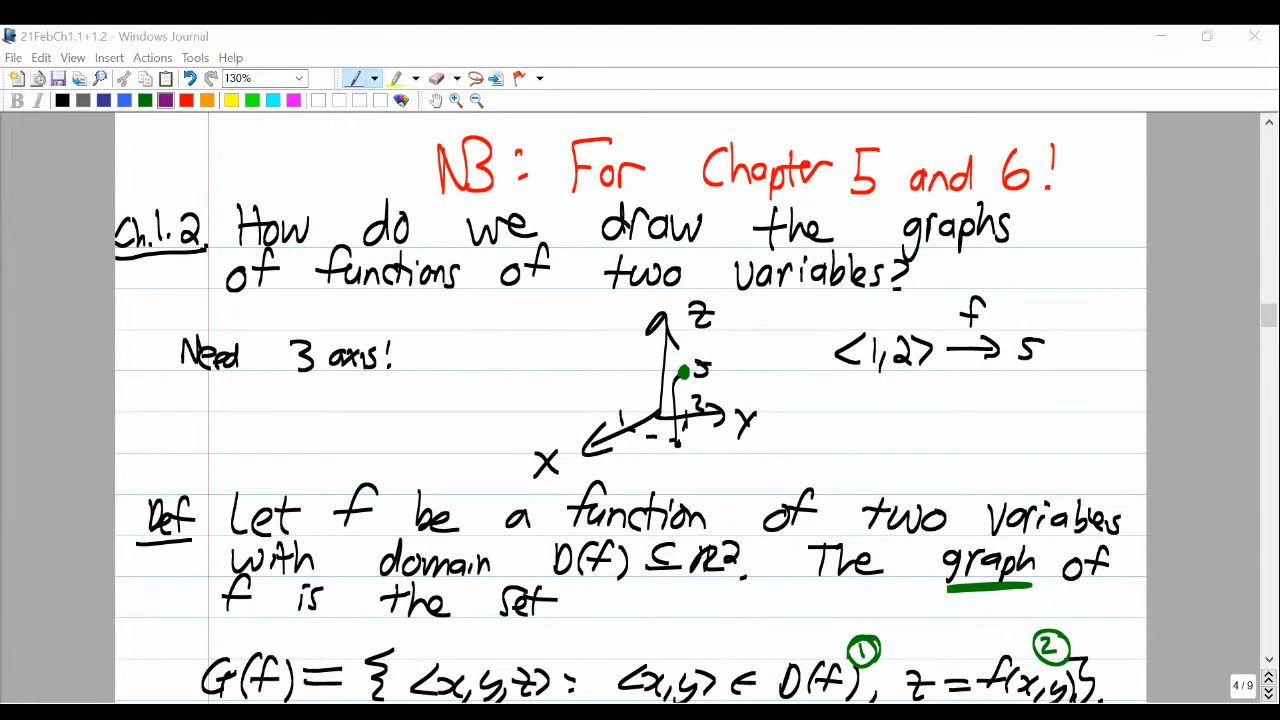 21FebCh1.1+1.2 - Windows Journal
File Edit View Insert Actions Tools Help
130%
B I
NB: For Chapter 5 and 6!
Ch.1.2. How do we draw the graphs
of functions of two variables?
Need 3 axis!
z
<1,2> f→ 5
5
1
2
y
x
Def Let f be a function of two variables
with domain D(f) ⊆ ℝ². The graph of
f is the set
G(f) = { <x,y,z> : <x,y> ∈ D(f) ①, z = f(x,y) ② }.
4 / 9